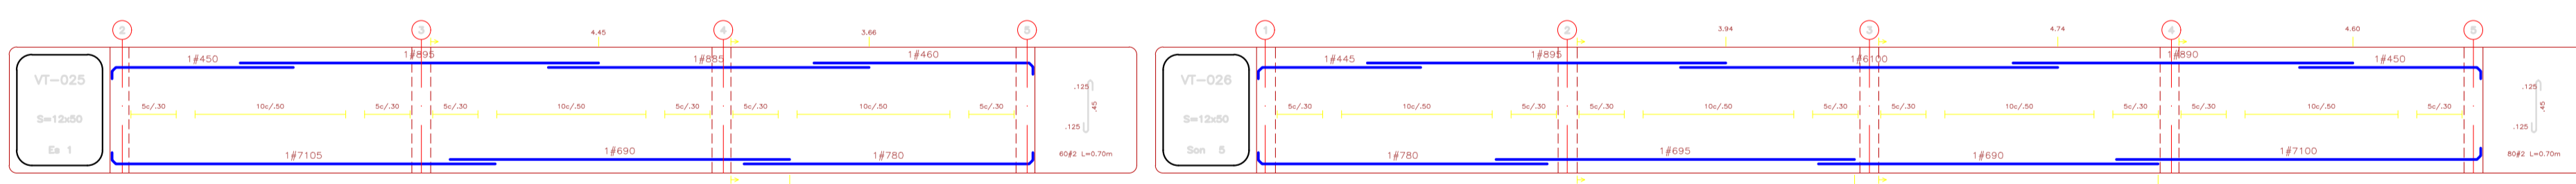 2 3 4.45 4 3.66 5
1#450 1#895 1#885 1#460
VT-025
S=12x50
Es 1
5c/.30 10c/.50 5c/.30 5c/.30 10c/.50 5c/.30 5c/.30 10c/.50 5c/.30
.125
.45
.125
1#7105 1#690 1#780
60#2 L=0.70m
1 2 3.94 3 4.74 4 4.60 5
1#445 1#895 1#6100 1#890 1#450
VT-026
S=12x50
Son 5
5c/.30 10c/.50 5c/.30 5c/.30 10c/.50 5c/.30 5c/.30 10c/.50 5c/.30 5c/.30 10c/.50 5c/.30
.125
.45
.125
1#780 1#695 1#690 1#7100
80#2 L=0.70m